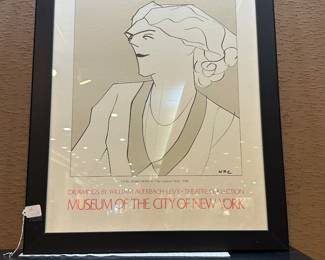 DRAWINGS BY WILLIAM AUERBACH-LEVY • THEATRE COLLECTION
MUSEUM OF THE CITY OF NEW YORK